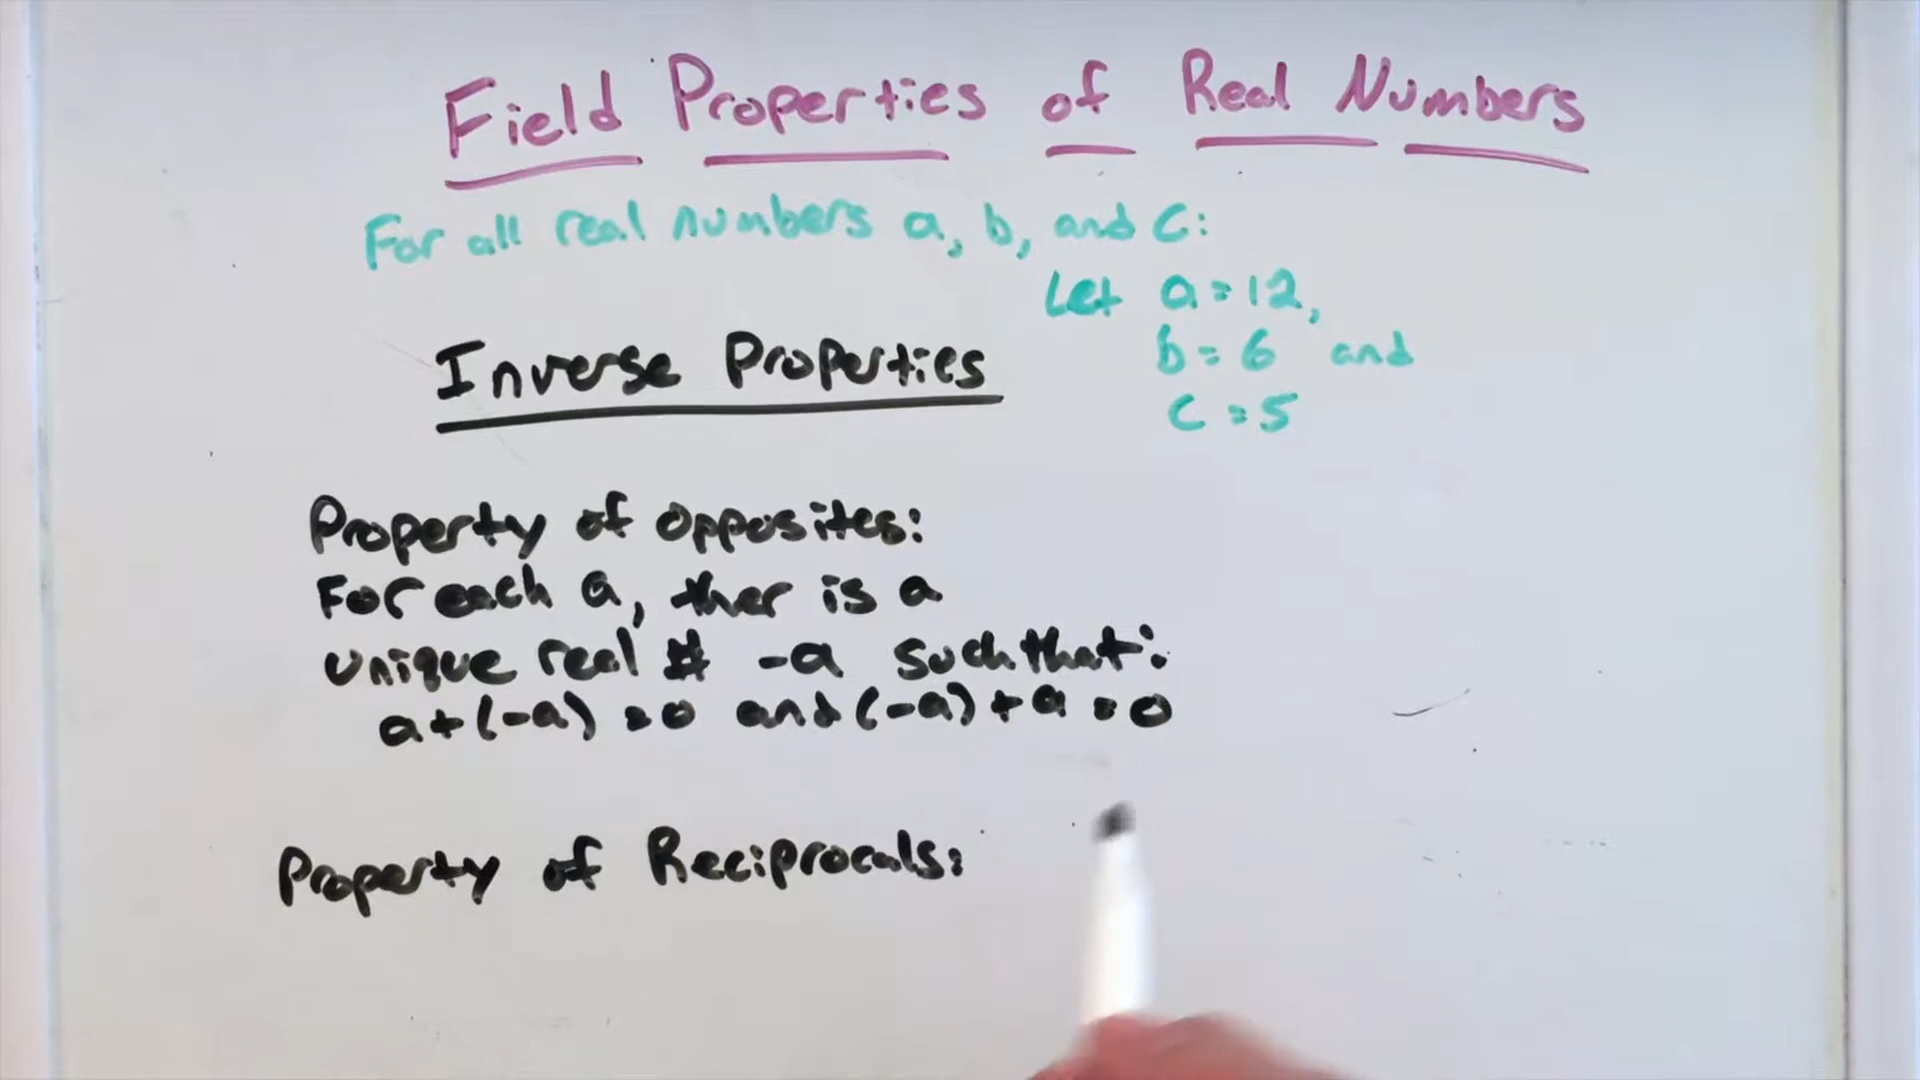 Field Properties of Real Numbers
For all real numbers a, b, and c:
Let a = 12,
b = 6 and
c = 5
Inverse Properties
Property of opposites:
For each a, ther is a
unique real # -a such that:
a+(-a) = 0 and (-a) + a = 0
Property of Reciprocals: